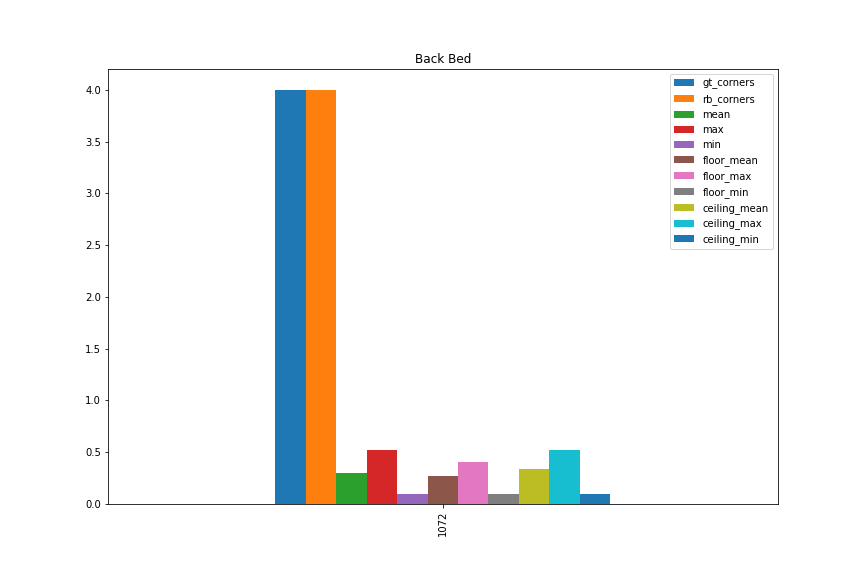 Back Bed
gt_corners
rb_corners
mean
max
min
floor_mean
floor_max
floor_min
ceiling_mean
ceiling_max
ceiling_min
4.0
3.5
3.0
2.5
2.0
1.5
1.0
0.5
0.0
1072